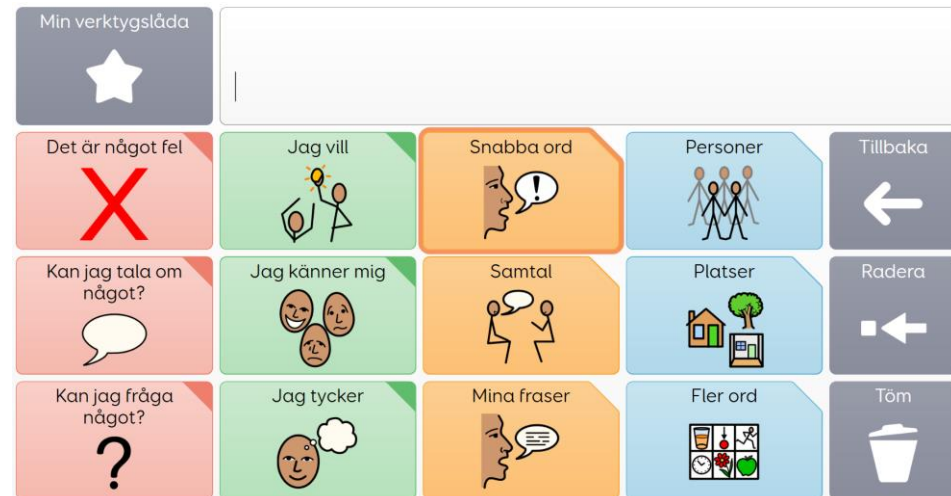 Min verktygslåda
Det är något fel
Jag vill
Snabba ord
Personer
Tillbaka
Kan jag tala om
något?
Jag känner mig
Samtal
Platser
Radera
Kan jag fråga
något?
Jag tycker
Mina fraser
Fler ord
Töm